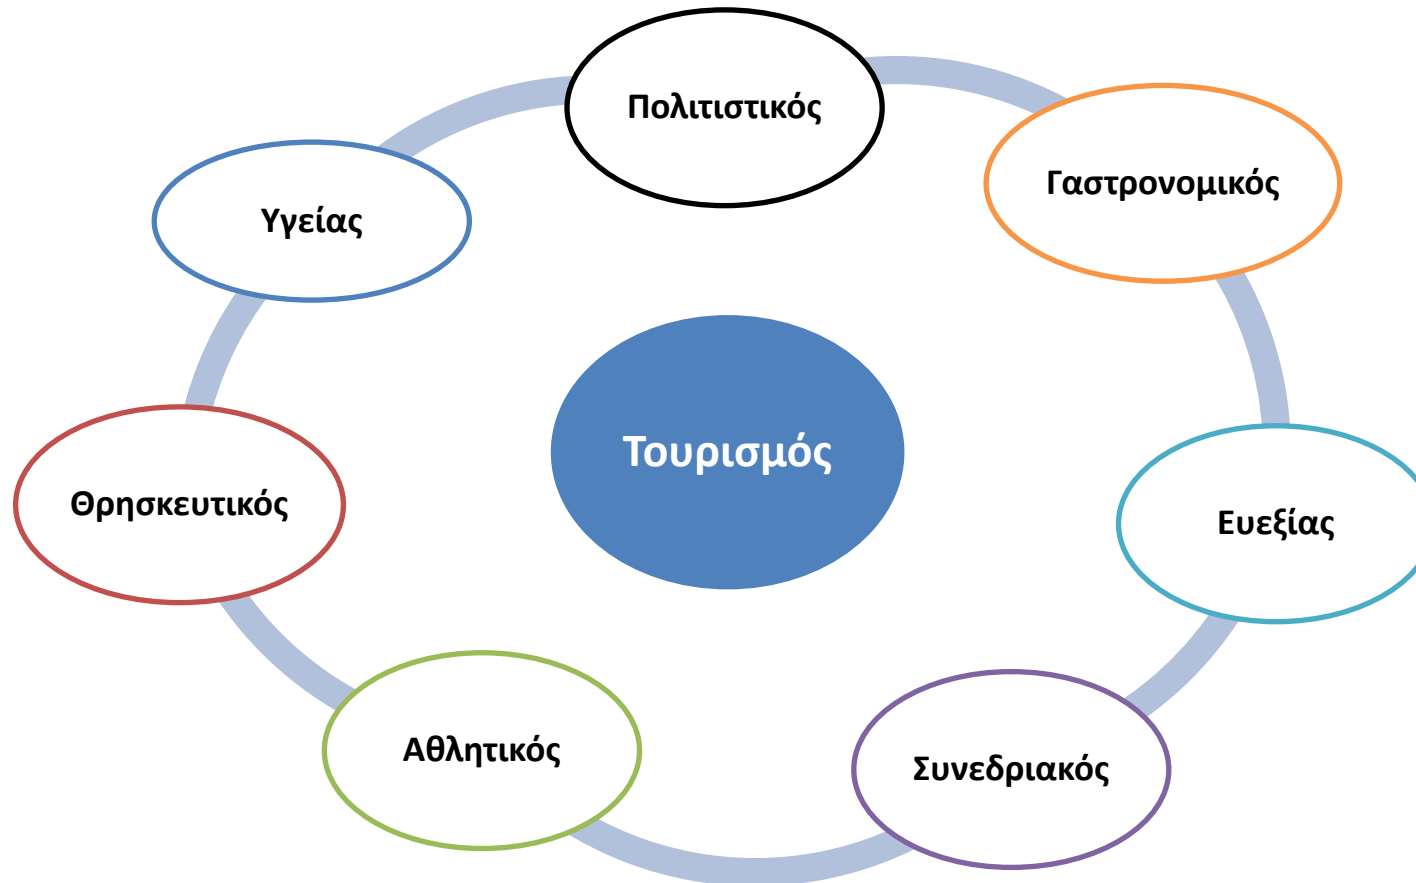 Πολιτιστικός
Γαστρονομικός
Υγείας
Τουρισμός
Θρησκευτικός
Ευεξίας
Αθλητικός
Συνεδριακός